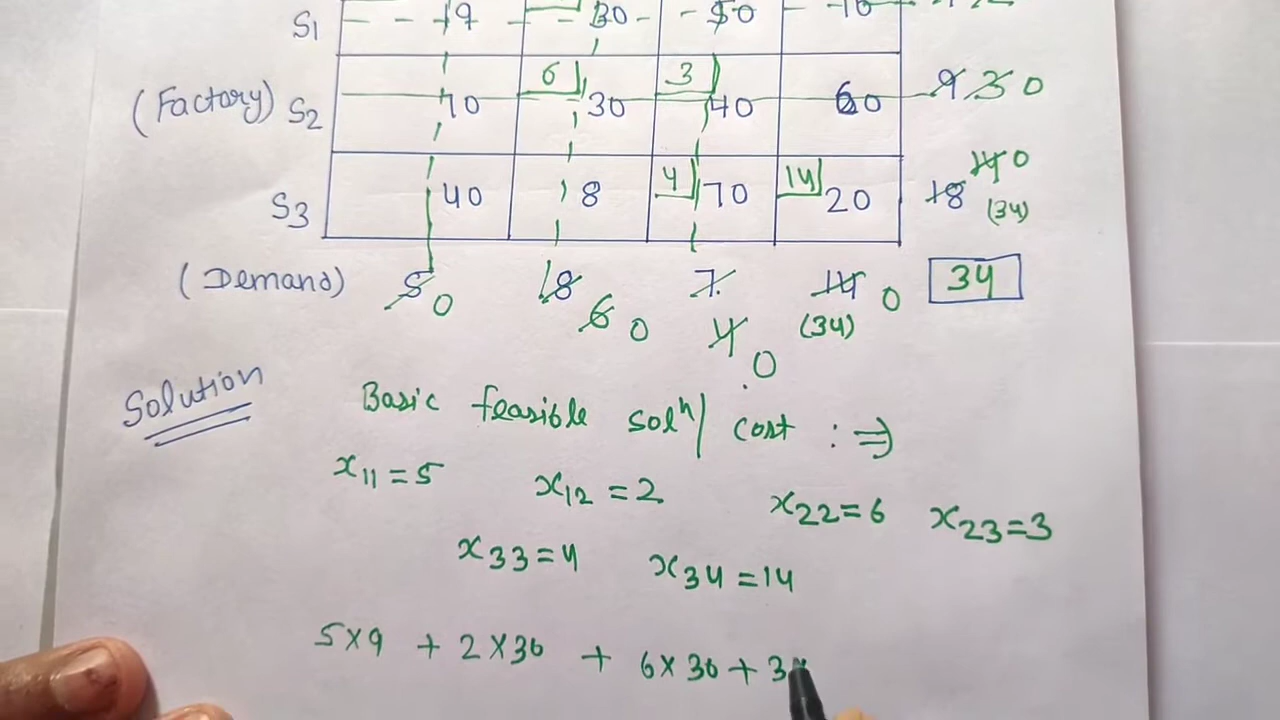 S1 19 30 50 10
(Factory) S2 70 6 30 3 40 60 9 3 0
S3 40 8 4 70 14 20 18 14 0
(34)
(Demand) 5 0 18 6 0 7 4 0 14 0 34
(34)
Solution Basic feasible solⁿ/ cost : ⇒
x11=5 x12=2 x22=6 x23=3
x33=4 x34=14
5×9 + 2×30 + 6×30 + 3